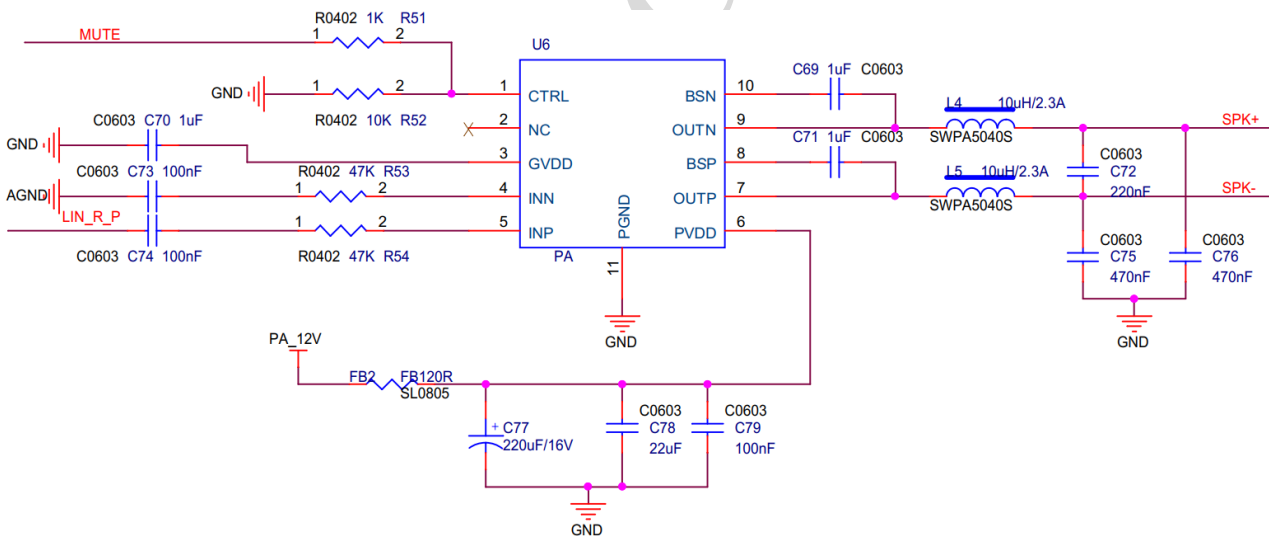 R0402 1K R51
MUTE 1 2
U6
GND 1 2
R0402 10K R52
C0603 C70 1uF
GND
C0603 C73 100nF
R0402 47K R53
AGND 1 2
LIN_R_P
1 2
C0603 C74 100nF
R0402 47K R54
1 CTRL
2 NC
3 GVDD
4 INN
5 INP
PGND
11
PA
BSN 10
OUTN 9
BSP 8
OUTP 7
PVDD 6
GND
C69 1uF C0603
C71 1uF C0603
L4 10uH/2.3A
SWPA5040S
L5 10uH/2.3A
SWPA5040S
SPK+
C0603
C72
220nF
SPK-
C0603
C75
470nF
C0603
C76
470nF
GND
PA_12V
FB2 FB120R
SL0805
+ C77
220uF/16V
C0603
C78
22uF
C0603
C79
100nF
GND